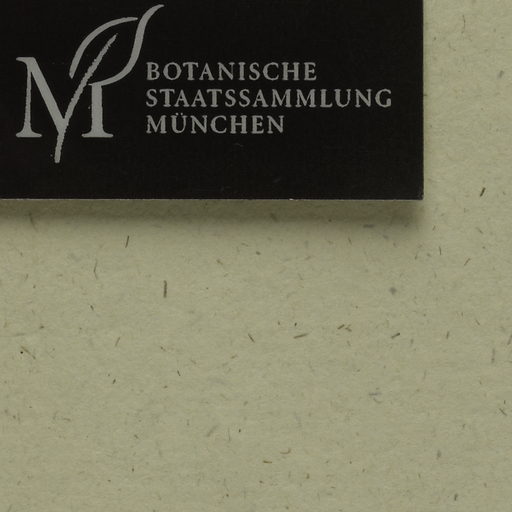 M
BOTANISCHE
STAATSSAMMLUNG
MÜNCHEN